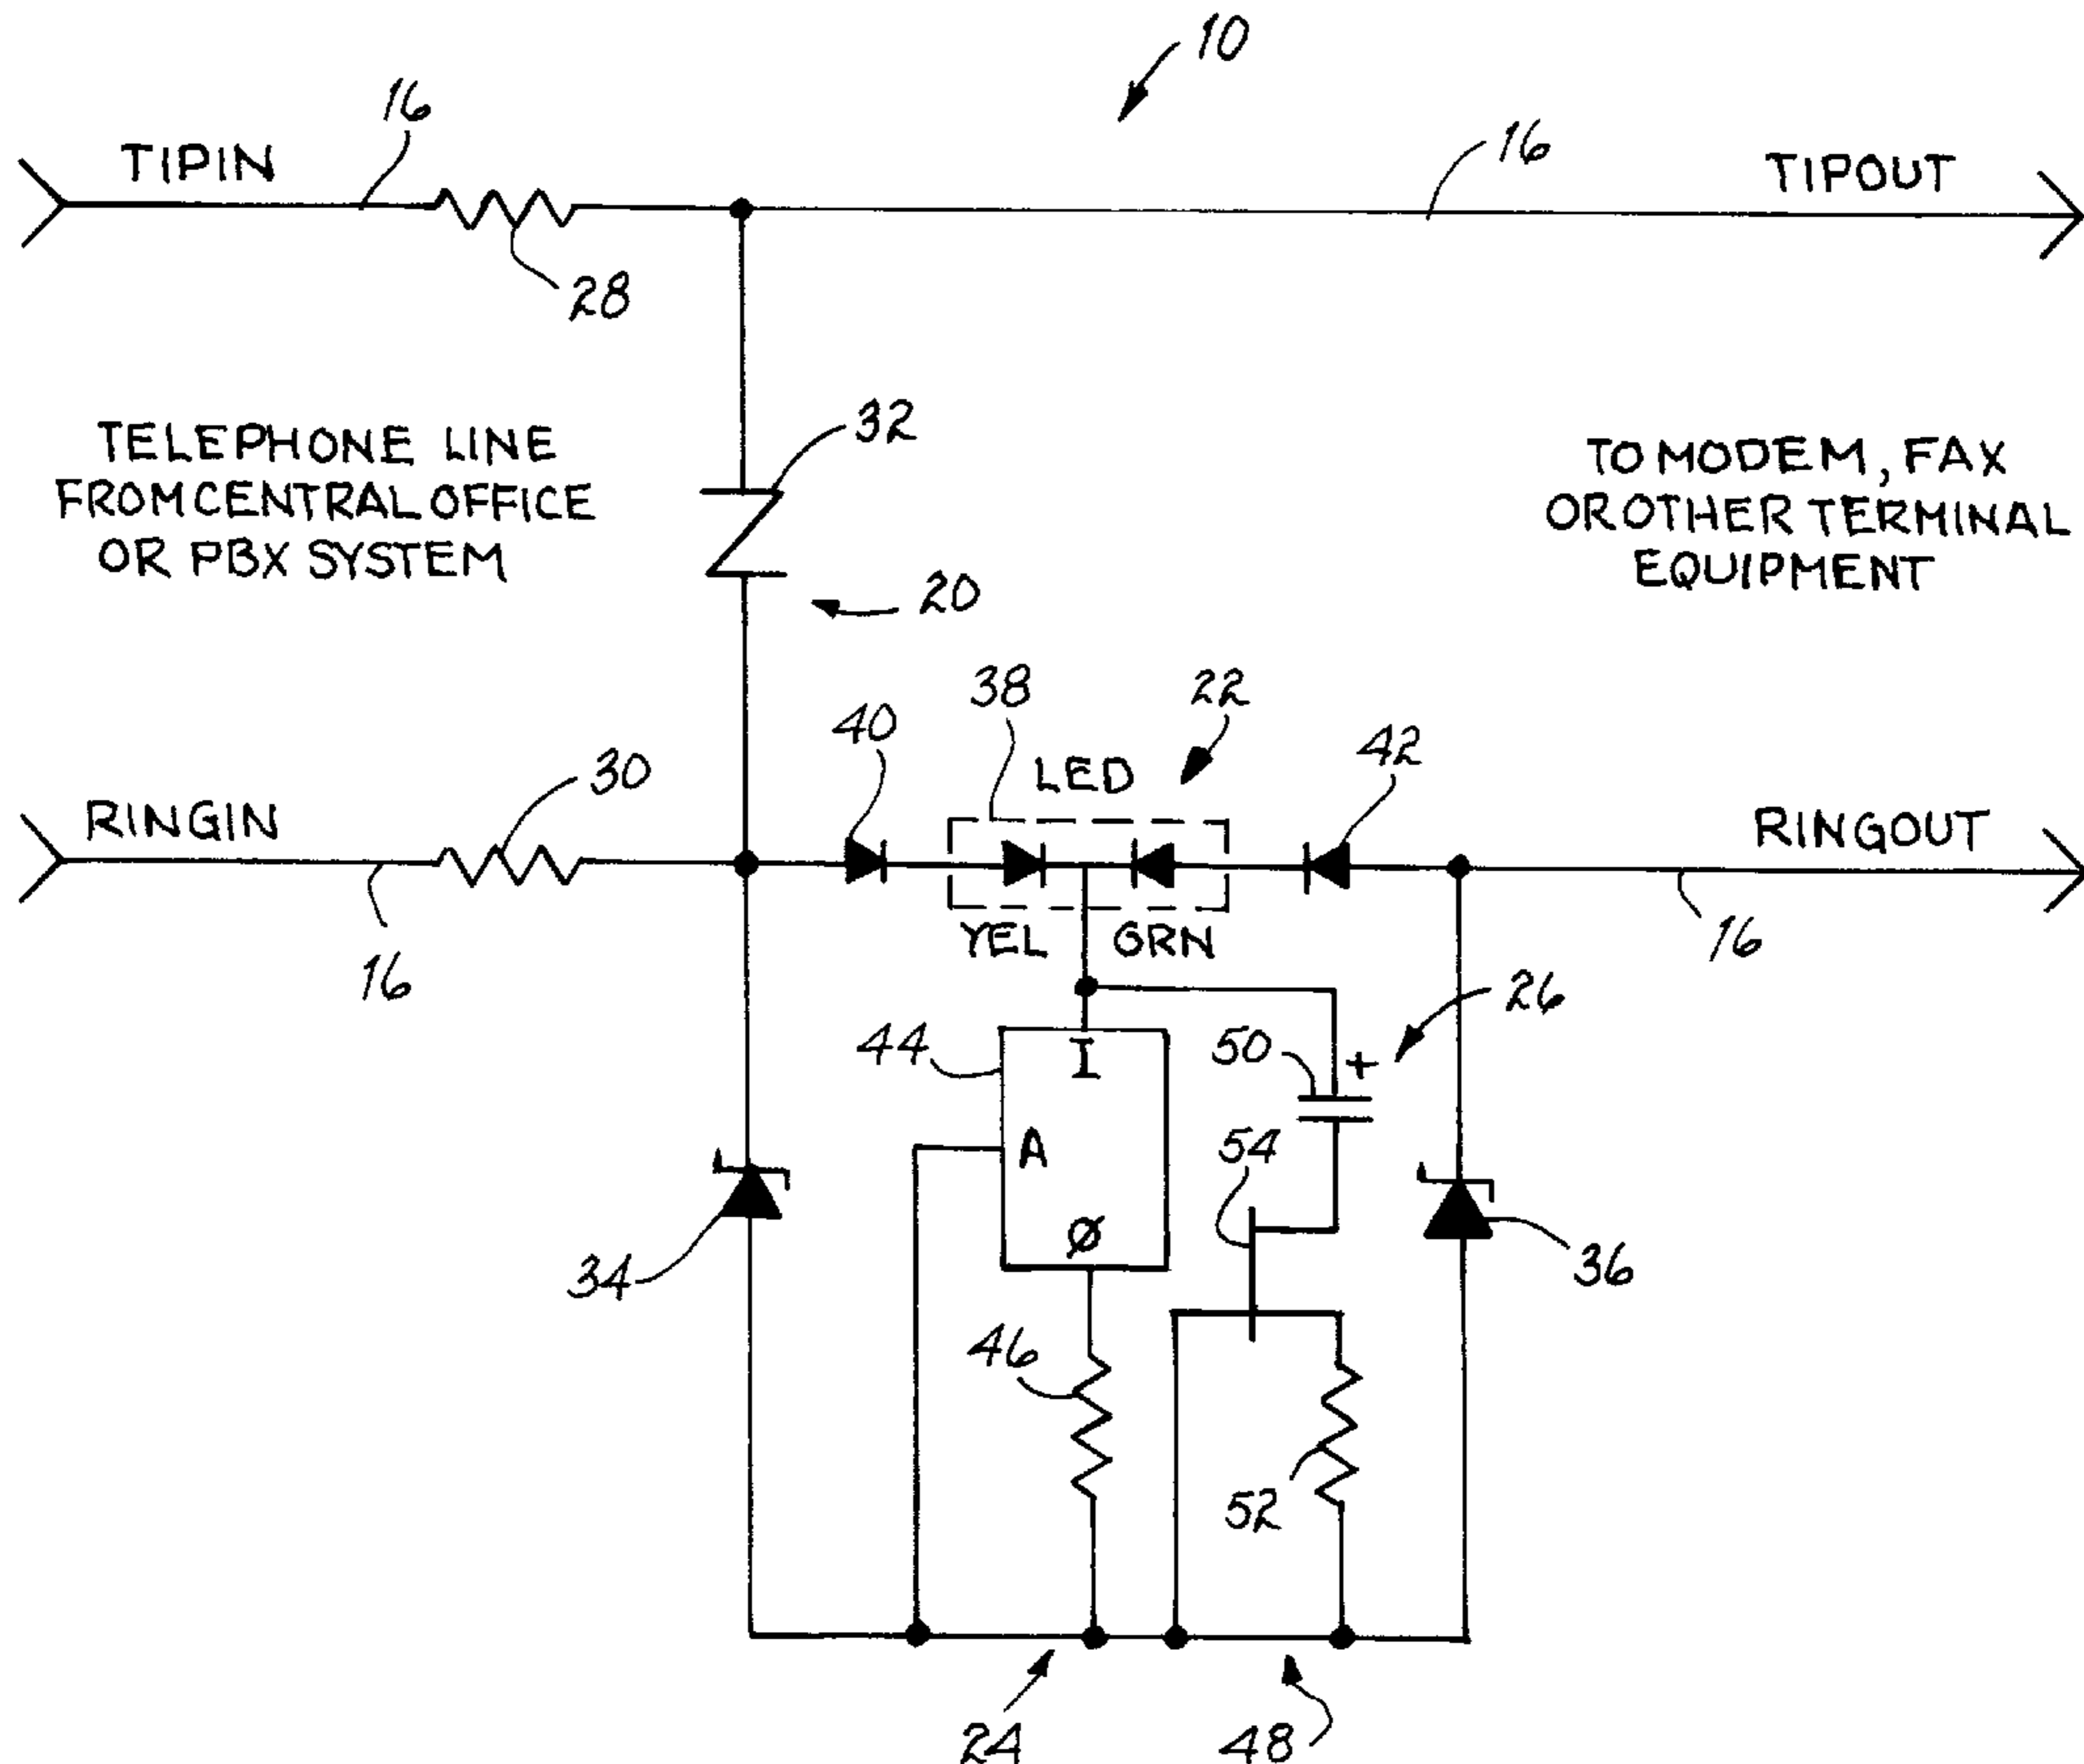 10
16
TIPIN
28
16
TIPOUT
TELEPHONE LINE
FROM CENTRAL OFFICE
OR PBX SYSTEM
32
20
TO MODEM, FAX
OR OTHER TERMINAL
EQUIPMENT
38
22
40
LED
42
RINGIN
30
RINGOUT
16
YEL
GRN
16
44
I
50
+
26
A
54
Ø
34
36
46
52
24
48